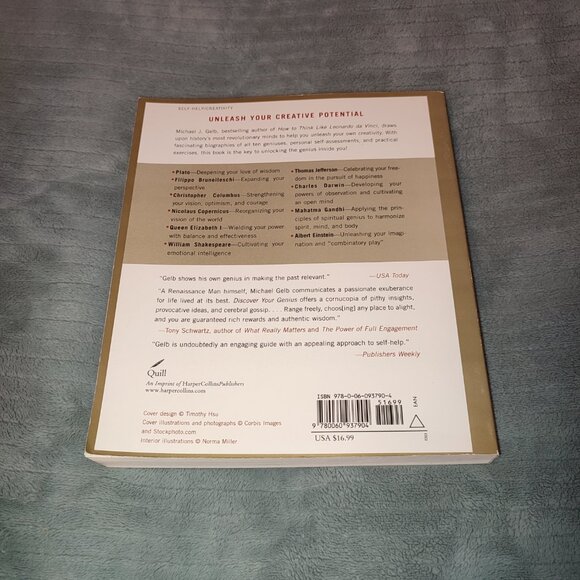 SELF-HELP/CREATIVITY
UNLEASH YOUR CREATIVE POTENTIAL
Michael J. Gelb, bestselling author of How to Think Like Leonardo da Vinci, draws
upon history's most revolutionary minds to help you unleash your own creativity. With
fascinating biographies of all ten geniuses, personal self-assessments, and practical
exercises, this book is the key to unlocking the genius inside you!
• Plato—Deepening your love of wisdom
• Filippo Brunelleschi—Expanding your
perspective
• Christopher Columbus—Strengthening
your vision, optimism, and courage
• Nicolaus Copernicus—Reorganizing your
vision of the world
• Queen Elizabeth I—Wielding your power
with balance and effectiveness
• William Shakespeare—Cultivating your
emotional intelligence
• Thomas Jefferson—Celebrating your free-
dom in the pursuit of happiness
• Charles Darwin—Developing your
powers of observation and cultivating
an open mind
• Mahatma Gandhi—Applying the prin-
ciples of spiritual genius to harmonize
spirit, mind, and body
• Albert Einstein—Unleashing your imagi-
nation and "combinatory play"
"Gelb shows his own genius in making the past relevant." —USA Today
"A Renaissance Man himself, Michael Gelb communicates a passionate exuberance
for life lived at its best. Discover Your Genius offers a cornucopia of pithy insights,
provocative ideas, and cerebral gossip. . . . Range freely, choos[ing] any place to alight,
and you are guaranteed rich rewards and authentic wisdom."
—Tony Schwartz, author of What Really Matters and The Power of Full Engagement
"Gelb is undoubtedly an engaging guide with an appealing approach to self-help."
—Publishers Weekly
Quill
An Imprint of HarperCollinsPublishers
www.harpercollins.com
Cover design © Timothy Hsu
Cover illustrations and photographs © Corbis Images
and Stockphoto.com
Interior illustrations © Norma Miller
ISBN 978-0-06-093790-4
51699
9 780060 937904
USA $16.99
EAN